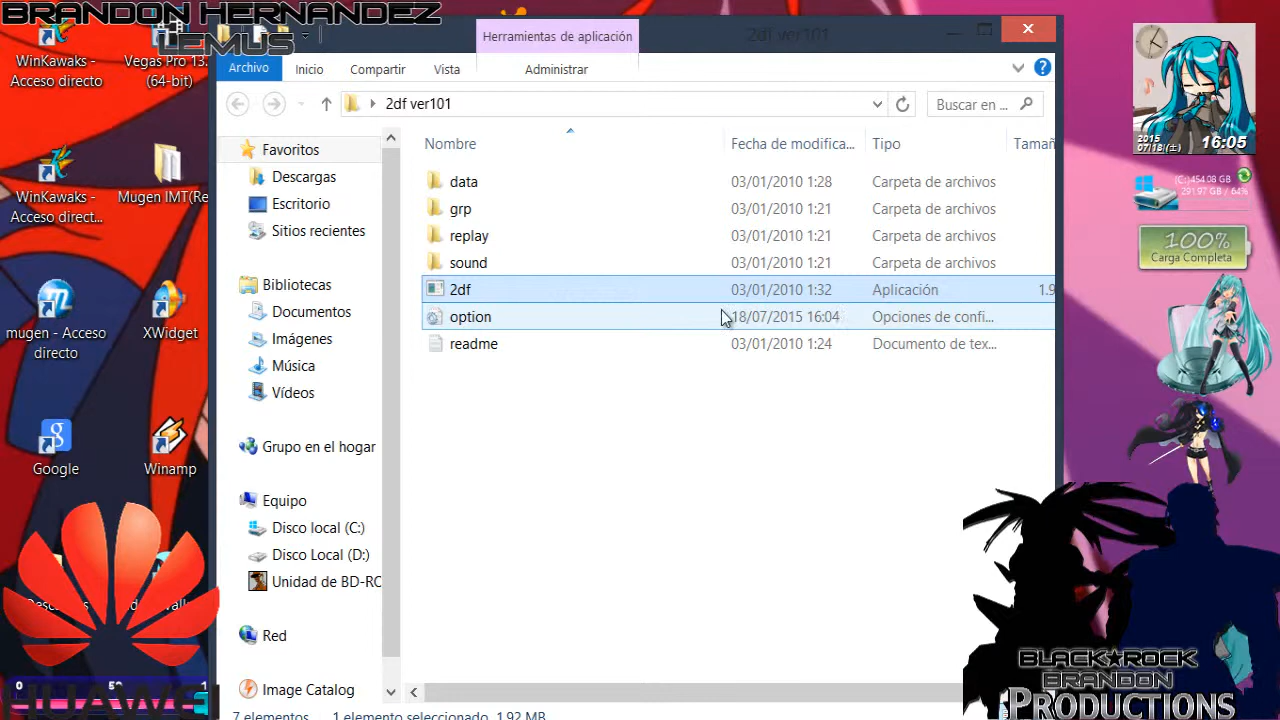 BRANDON HERNANDEZ
LEMUS
Herramientas de aplicación
2df ver101
Archivo
Inicio
Compartir
Vista
Administrar
2df ver101
Buscar en ...
WinKawaks -
Acceso directo
Vegas Pro 13.
(64-bit)
WinKawaks -
Acceso direct...
Mugen IMT(Re
mugen - Acceso
directo
XWidget
Google
Winamp
Favoritos
Descargas
Escritorio
Sitios recientes
Bibliotecas
Documentos
Imágenes
Música
Vídeos
Grupo en el hogar
Equipo
Disco local (C:)
Disco Local (D:)
Unidad de BD-RO
Red
Image Catalog
Nombre
Fecha de modifica...
Tipo
Tamañ
data
03/01/2010 1:28
Carpeta de archivos
grp
03/01/2010 1:21
Carpeta de archivos
replay
03/01/2010 1:21
Carpeta de archivos
sound
03/01/2010 1:21
Carpeta de archivos
2df
03/01/2010 1:32
Aplicación
1.9
option
18/07/2015 16:04
Opciones de confi...
readme
03/01/2010 1:24
Documento de tex...
7 elementos
1 elemento seleccionado 1.92 MB
2015
07/18/(土)
16:05
(C:)454.08 GB
291.97 GB / 64%
100%
Carga Completa
HUAWEI
BLACK★ROCK
BRANDON
PRODUCTIONS